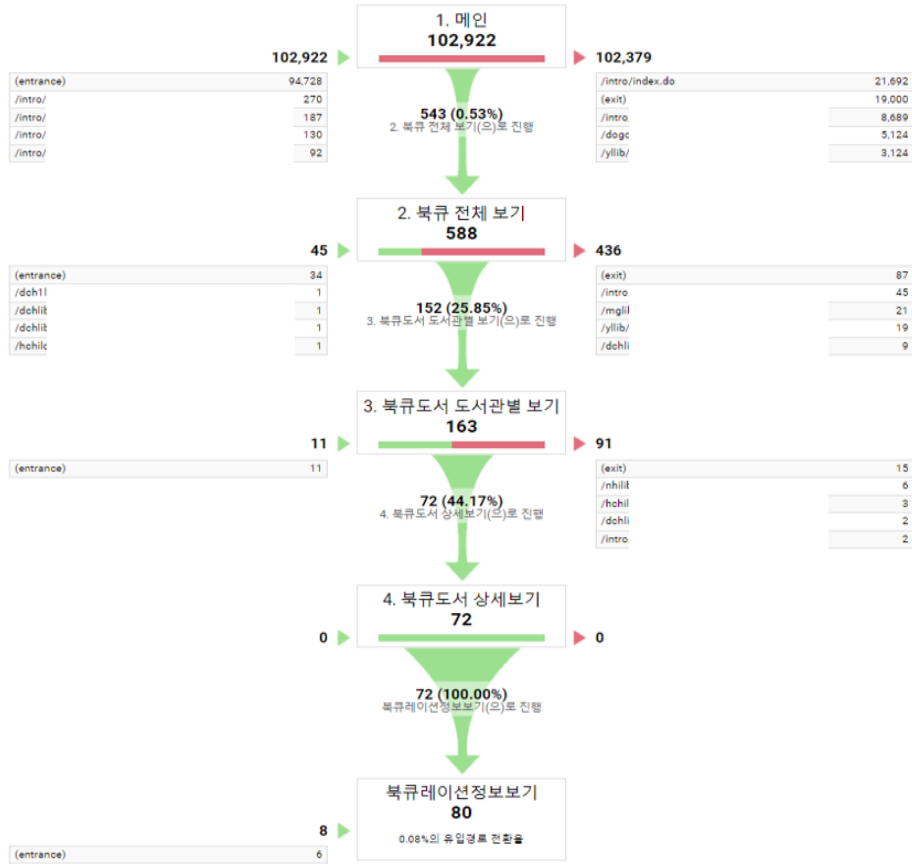 1. 메인
102,922
102,922
102,379
(entrance) 94,728
/intro/ 270
/intro/ 187
/intro/ 130
/intro/ 92
/intro/index.do 21,692
(exit) 19,000
/intro 8,689
/dogc 5,124
/yllib/ 3,124
543 (0.53%)
2. 북큐 전체 보기(으)로 진행
2. 북큐 전체 보기
588
45
436
(entrance) 34
/dch1l 1
/dchlib 1
/dchlib 1
/hchilc 1
(exit) 87
/intro 45
/mglil 21
/yllib/ 19
/dchli 9
152 (25.85%)
3. 북큐도서 도서관별 보기(으)로 진행
3. 북큐도서 도서관별 보기
163
11
91
(entrance) 11
(exit) 15
/nhilib 6
/hchil 3
/dchli 2
/intro 2
72 (44.17%)
4. 북큐도서 상세보기(으)로 진행
4. 북큐도서 상세보기
72
0
0
72 (100.00%)
북큐레이션정보보기(으)로 진행
북큐레이션정보보기
80
0.08%의 유입경로 전환율
8
(entrance) 6